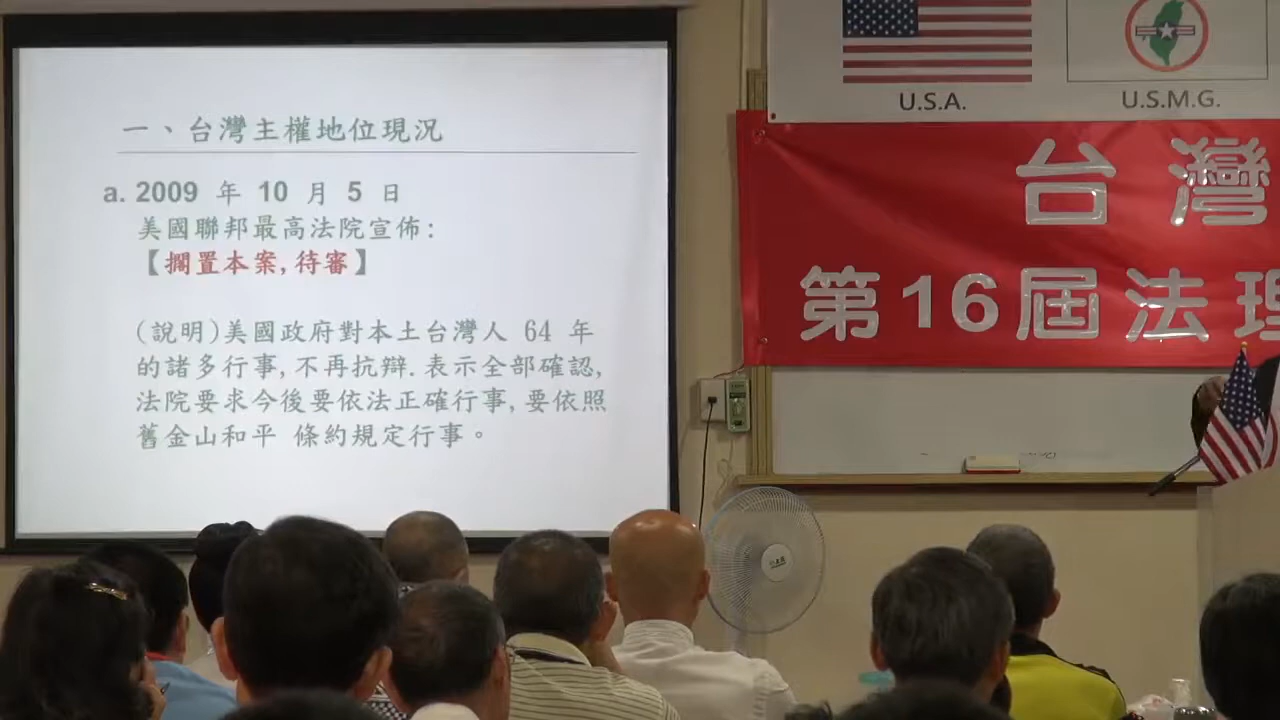 一、台灣主權地位現況
a. 2009 年 10 月 5 日
美國聯邦最高法院宣佈:
【擱置本案,待審】
(說明)美國政府對本土台灣人 64 年
的諸多行事,不再抗辯.表示全部確認,
法院要求今後要依法正確行事,要依照
舊金山和平 條約規定行事。
U.S.A.
U.S.M.G.
台灣
第16屆法理